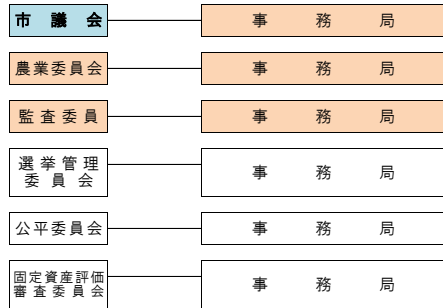 市議会 事務局
農業委員会 事務局
監査委員 事務局
選挙管理
委員会 事務局
公平委員会 事務局
固定資産評価
審査委員会 事務局